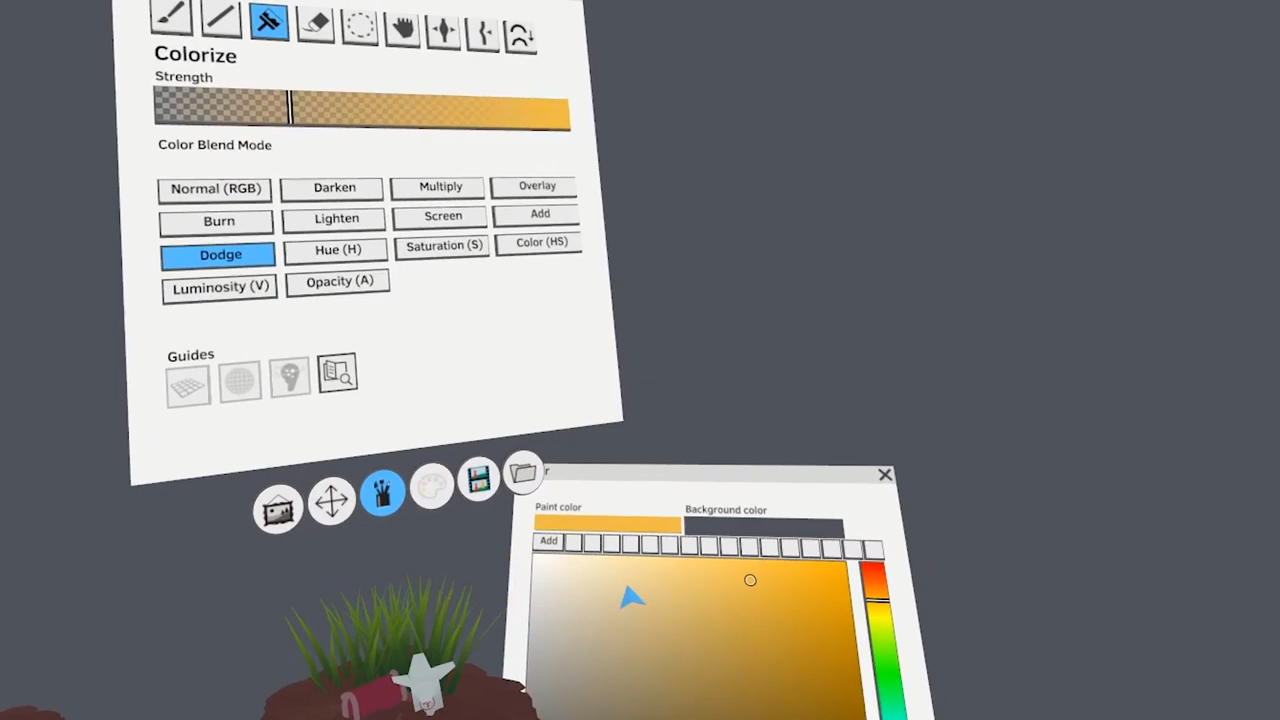 Colorize
Strength
Color Blend Mode
Normal (RGB) Darken Multiply Overlay
Burn Lighten Screen Add
Dodge Hue (H) Saturation (S) Color (HS)
Luminosity (V) Opacity (A)
Guides
r
Paint color Background color
Add